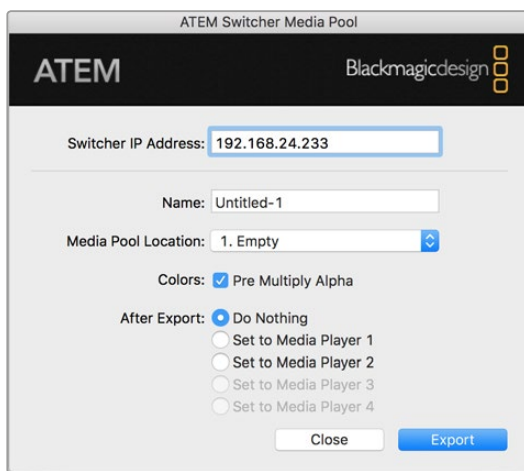 ATEM Switcher Media Pool
ATEM
Blackmagicdesign
Switcher IP Address: 192.168.24.233
Name: Untitled-1
Media Pool Location: 1. Empty
Colors: Pre Multiply Alpha
After Export: Do Nothing
Set to Media Player 1
Set to Media Player 2
Set to Media Player 3
Set to Media Player 4
Close Export